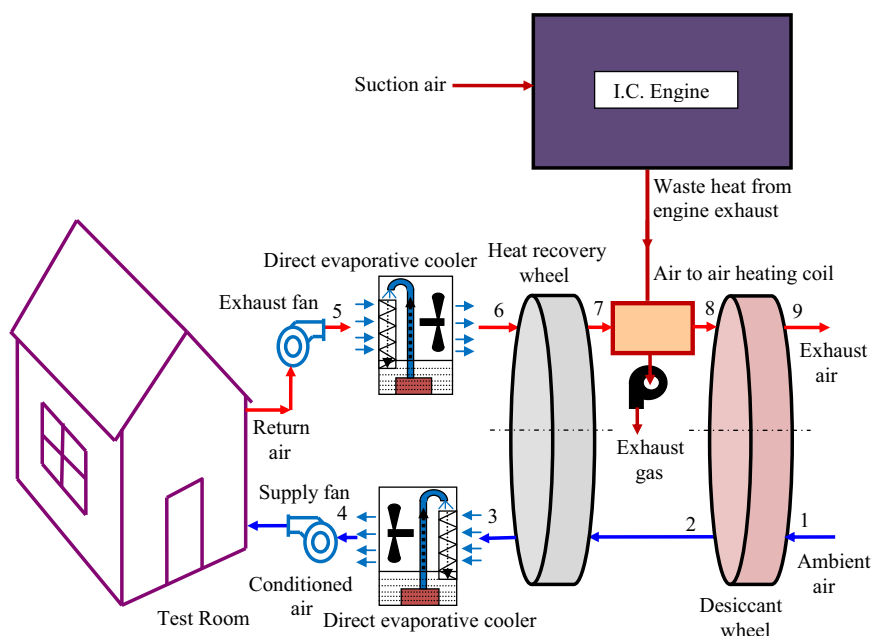 I.C. Engine
Suction air
Waste heat from
engine exhaust
Direct evaporative cooler
Heat recovery
wheel
Air to air heating coil
Exhaust fan
5
6
7
8
9
Return
air
Exhaust
gas
Exhaust
air
Supply fan
4
3
2
1
Conditioned
air
Ambient
air
Test Room
Direct evaporative cooler
Desiccant
wheel